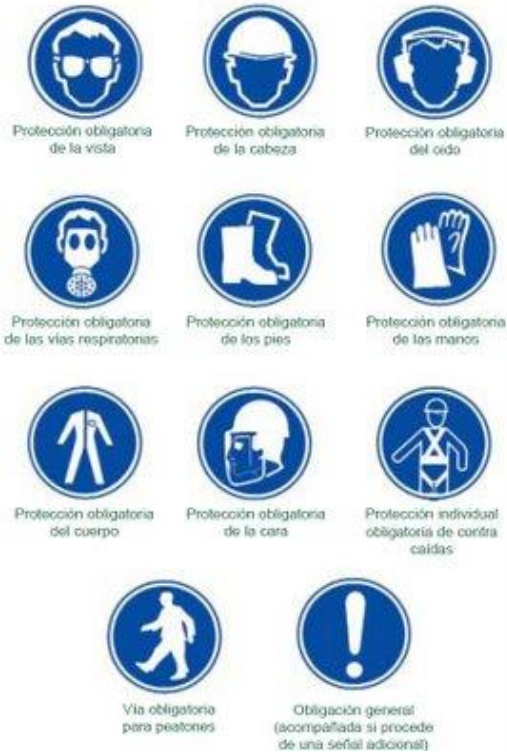 Protección obligatoria
de la vista
Protección obligatoria
de la cabeza
Protección obligatoria
del oido
Protección obligatoria
de las vías respiratorias
Protección obligatoria
de los pies
Protección obligatoria
de las manos
Protección obligatoria
del cuerpo
Protección obligatoria
de la cara
Protección individual
obligatoria de contra
caídas
Vía obligatoria
para peatones
Obligación general
(acompañada si procede
de una señal adicional)